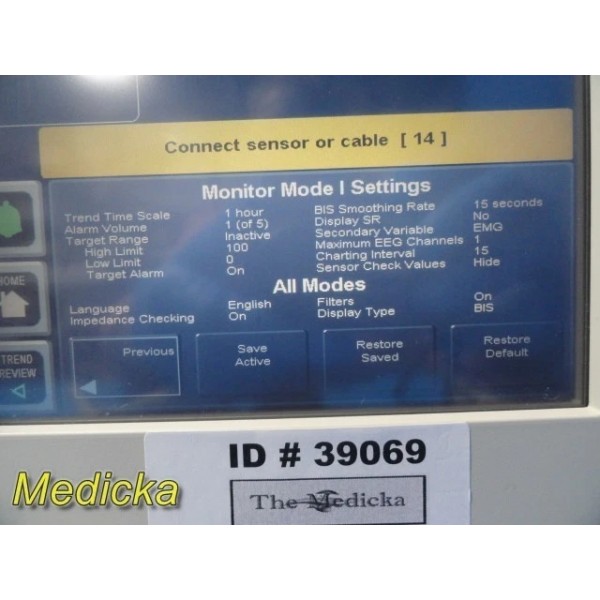 Connect sensor or cable [ 14 ]
Monitor Mode I Settings
Trend Time Scale 1 hour BIS Smoothing Rate 15 seconds
Alarm Volume 1 (of 5) Display SR No
Target Range Inactive Secondary Variable EMG
High Limit 100 Maximum EEG Channels 1
Low Limit 0 Charting Interval 15
Target Alarm On Sensor Check Values Hide
All Modes
Language English Filters On
Impedance Checking On Display Type BIS
HOME
TREND
REVIEW
Previous
Save
Active
Restore
Saved
Restore
Default
ID # 39069
The Medicka
Medicka